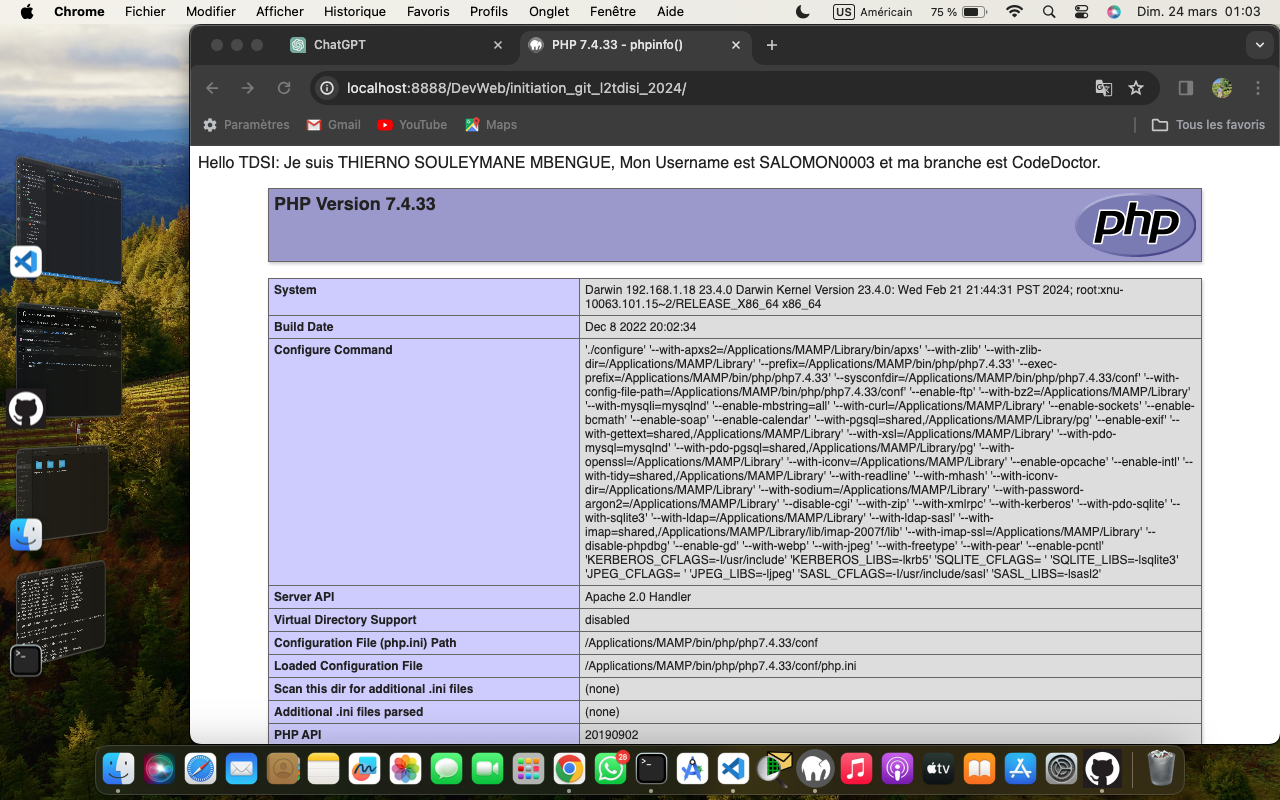 Chrome Fichier Modifier Afficher Historique Favoris Profils Onglet Fenêtre Aide US Américain 75 % Dim. 24 mars 01:03
ChatGPT
PHP 7.4.33 - phpinfo()
localhost:8888/DevWeb/initiation_git_l2tdisi_2024/
Paramètres Gmail YouTube Maps Tous les favoris
Hello TDSI: Je suis THIERNO SOULEYMANE MBENGUE, Mon Username est SALOMON0003 et ma branche est CodeDoctor.
PHP Version 7.4.33
php
System
Darwin 192.168.1.18 23.4.0 Darwin Kernel Version 23.4.0: Wed Feb 21 21:44:31 PST 2024; root:xnu-
10063.101.15~2/RELEASE_X86_64 x86_64
Build Date
Dec 8 2022 20:02:34
Configure Command
'./configure' '--with-apxs2=/Applications/MAMP/Library/bin/apxs' '--with-zlib' '--with-zlib-
dir=/Applications/MAMP/Library' '--prefix=/Applications/MAMP/bin/php/php7.4.33' '--exec-
prefix=/Applications/MAMP/bin/php/php7.4.33' '--sysconfdir=/Applications/MAMP/bin/php/php7.4.33/conf' '--with-
config-file-path=/Applications/MAMP/bin/php/php7.4.33/conf' '--enable-ftp' '--with-bz2=/Applications/MAMP/Library'
'--with-mysqli=mysqlnd' '--enable-mbstring=all' '--with-curl=/Applications/MAMP/Library' '--enable-sockets' '--enable-
bcmath' '--enable-soap' '--enable-calendar' '--with-pgsql=shared,/Applications/MAMP/Library/pg' '--enable-exif' '--
with-gettext=shared,/Applications/MAMP/Library' '--with-xsl=/Applications/MAMP/Library' '--with-pdo-
mysql=mysqlnd' '--with-pdo-pgsql=shared,/Applications/MAMP/Library/pg' '--with-
openssl=/Applications/MAMP/Library' '--with-iconv=/Applications/MAMP/Library' '--enable-opcache' '--enable-intl' '--
with-tidy=shared,/Applications/MAMP/Library' '--with-readline' '--with-mhash' '--with-iconv-
dir=/Applications/MAMP/Library' '--with-sodium=/Applications/MAMP/Library' '--with-password-
argon2=/Applications/MAMP/Library' '--disable-cgi' '--with-zip' '--with-xmlrpc' '--with-kerberos' '--with-pdo-sqlite' '--
with-sqlite3' '--with-ldap=/Applications/MAMP/Library' '--with-ldap-sasl' '--with-
imap=shared,/Applications/MAMP/Library/lib/imap-2007f/lib' '--with-imap-ssl=/Applications/MAMP/Library' '--
disable-phpdbg' '--enable-gd' '--with-webp' '--with-jpeg' '--with-freetype' '--with-pear' '--enable-pcntl'
'KERBEROS_CFLAGS=-I/usr/include' 'KERBEROS_LIBS=-lkrb5' 'SQLITE_CFLAGS= ' 'SQLITE_LIBS=-lsqlite3'
'JPEG_CFLAGS= ' 'JPEG_LIBS=-ljpeg' 'SASL_CFLAGS=-I/usr/include/sasl' 'SASL_LIBS=-lsasl2'
Server API
Apache 2.0 Handler
Virtual Directory Support
disabled
Configuration File (php.ini) Path
/Applications/MAMP/bin/php/php7.4.33/conf
Loaded Configuration File
/Applications/MAMP/bin/php/php7.4.33/conf/php.ini
Scan this dir for additional .ini files
(none)
Additional .ini files parsed
(none)
PHP API
20190902
28
tv